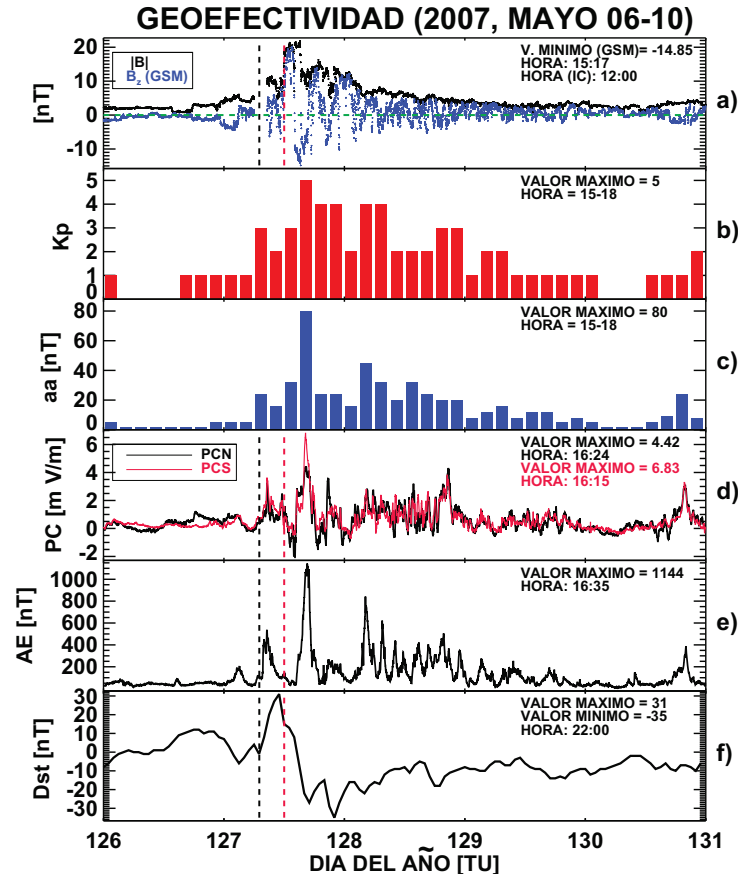 GEOEFECTIVIDAD (2007, MAYO 06-10)
20
10
0
-10
[nT]
|B|
Bz (GSM)
V. MINIMO (GSM)= -14.85
HORA: 15:17
HORA (IC): 12:00
a)
5
4
3
2
1
0
Kp
VALOR MAXIMO = 5
HORA = 15-18
b)
80
60
40
20
0
aa [nT]
VALOR MAXIMO = 80
HORA = 15-18
c)
6
4
2
0
-2
PC [m V/m]
PCN
PCS
VALOR MAXIMO = 4.42
HORA: 16:24
VALOR MAXIMO = 6.83
HORA: 16:15
d)
1000
800
600
400
200
AE [nT]
VALOR MAXIMO = 1144
HORA: 16:35
e)
30
20
10
0
-10
-20
-30
Dst [nT]
VALOR MAXIMO = 31
VALOR MINIMO = -35
HORA: 22:00
f)
126 127 128 129 130 131
DIA DEL AÑO [TU]